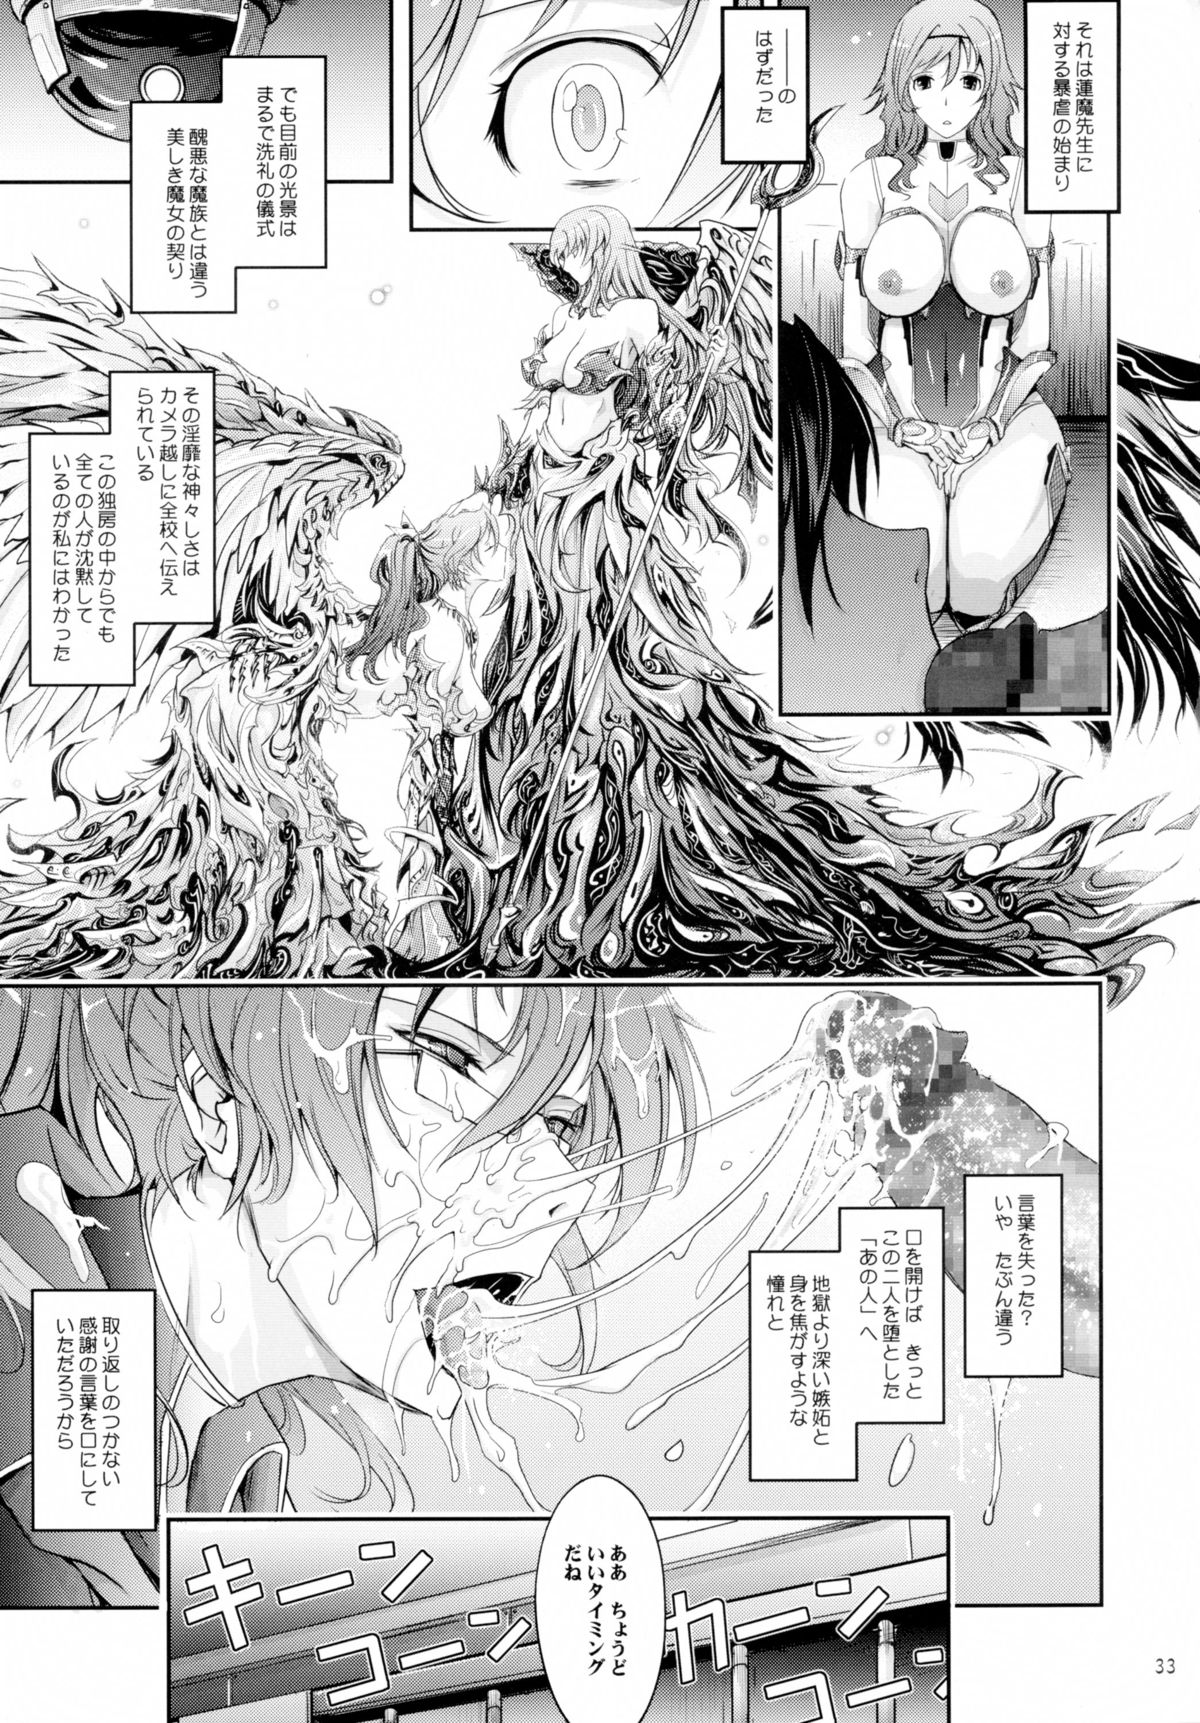 それは蓮魔先生に
対する暴虐の始まり
――の
はずだった
でも目前の光景は
まるで洗礼の儀式
醜悪な魔族とは違う
美しき魔女の契り
その淫靡な神々しさは
カメラ越しに全校へ伝え
られている
この独房の中からでも
全ての人が沈黙して
いるのが私にはわかった
言葉を失った?
いや たぶん違う
口を開けば きっと
この二人を堕とした
「あの人」へ
地獄より深い嫉妬と
身を焦がすような
憧れと
取り返しのつかない
感謝の言葉を口にして
いただろうから
ああ ちょうど
いいタイミング
だね
キーン
コーン
カーン
コーン
33